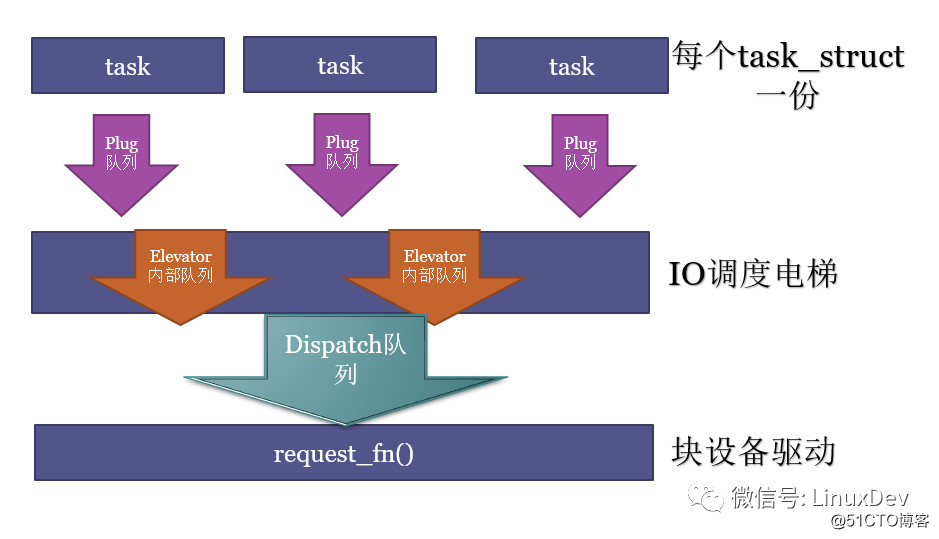 task
task
task
每个task_struct
一份
Plug
队列
Plug
队列
Plug
队列
Elevator
内部队列
Elevator
内部队列
IO调度电梯
Dispatch队
列
request_fn()
块设备驱动
微信号: LinuxDev
@51CTO博客